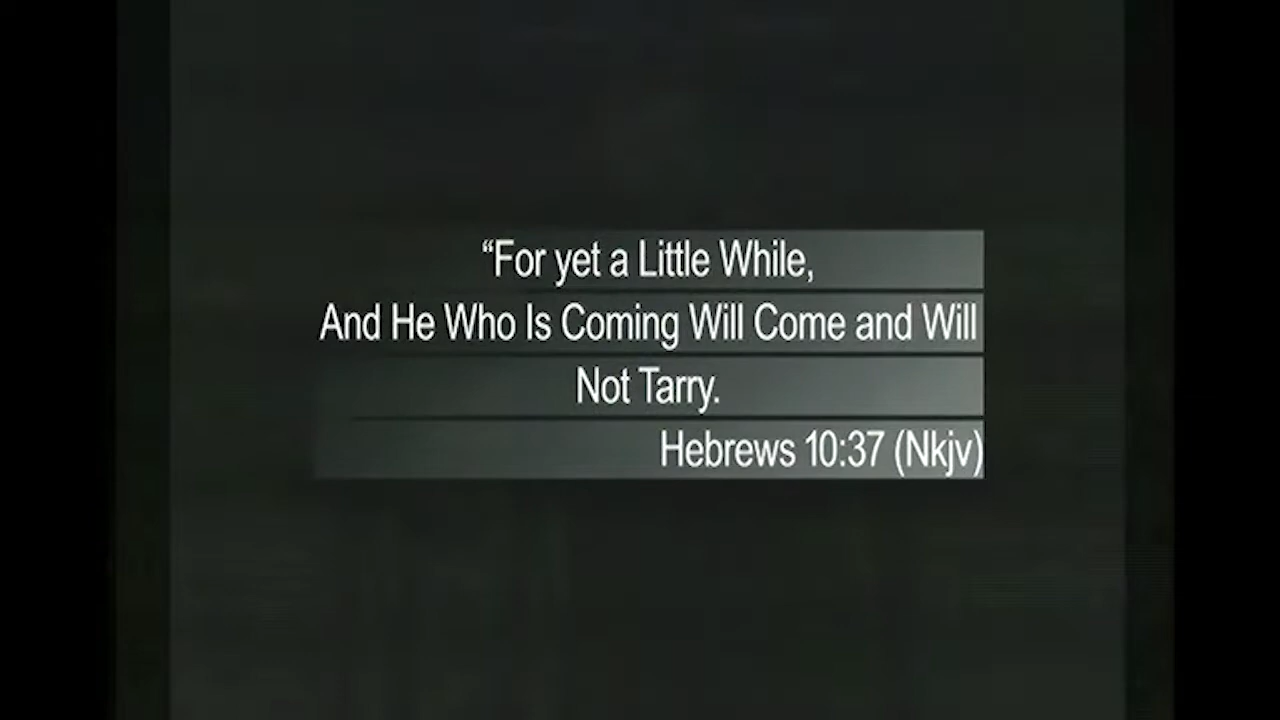 “For yet a Little While,
And He Who Is Coming Will Come and Will
Not Tarry.
Hebrews 10:37 (Nkjv)